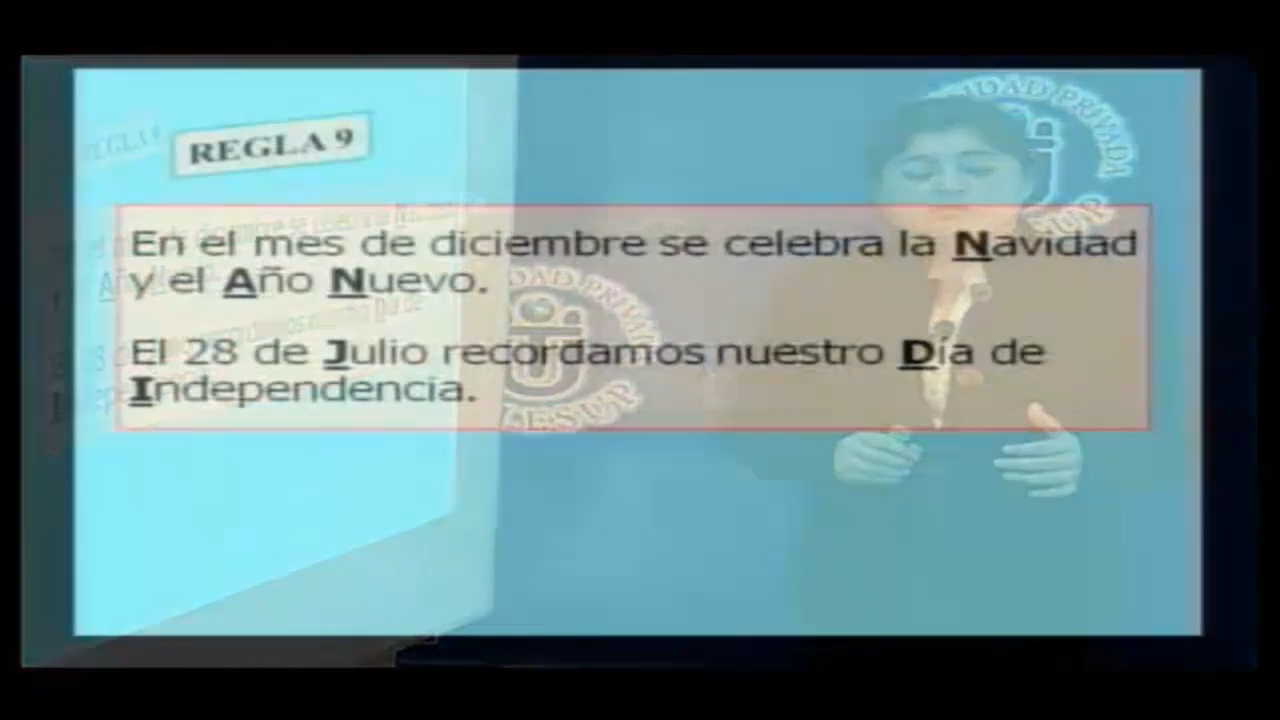 REGLA 9
En el mes de diciembre se celebra la Navidad
y el Año Nuevo.
El 28 de Julio recordamos nuestro Día de
Independencia.